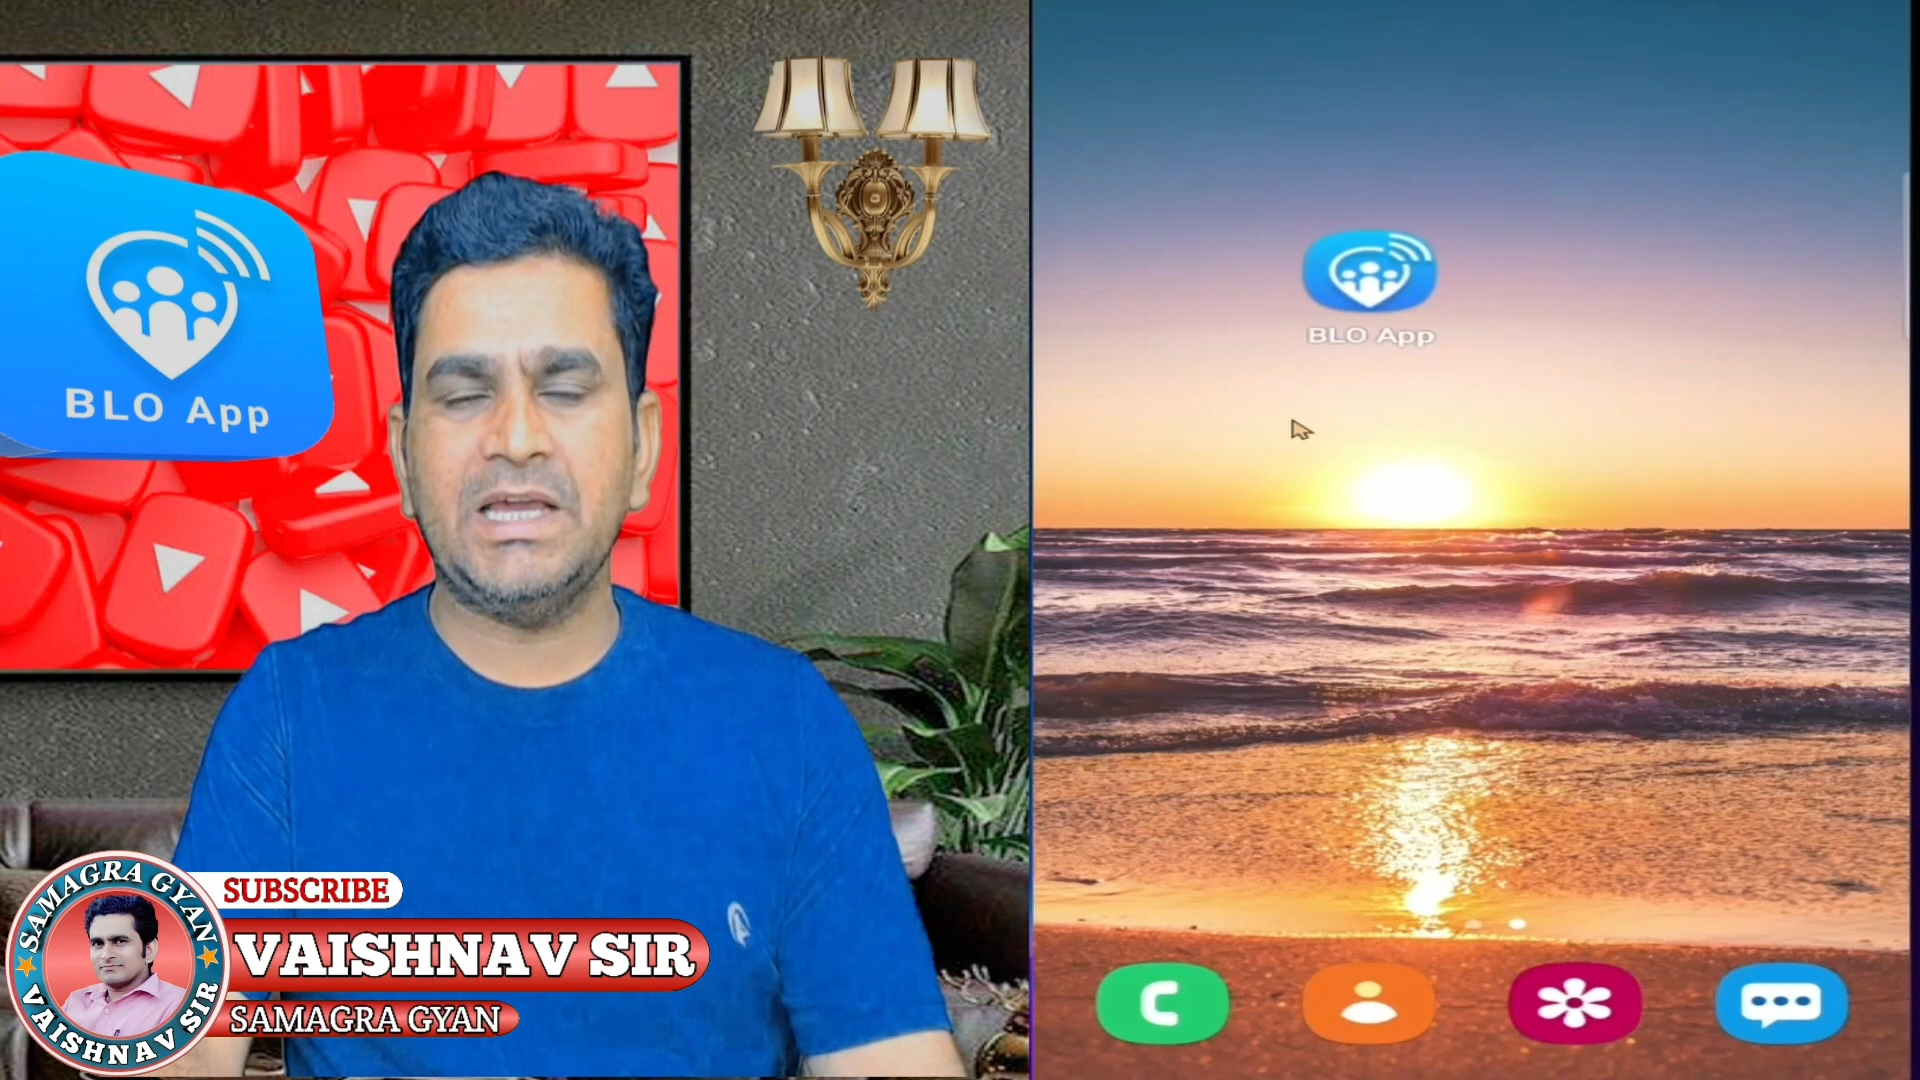 BLO App
BLO App
SUBSCRIBE
VAISHNAV SIR
SAMAGRA GYAN
SAMAGRA GYAN
VAISHNAV SIR